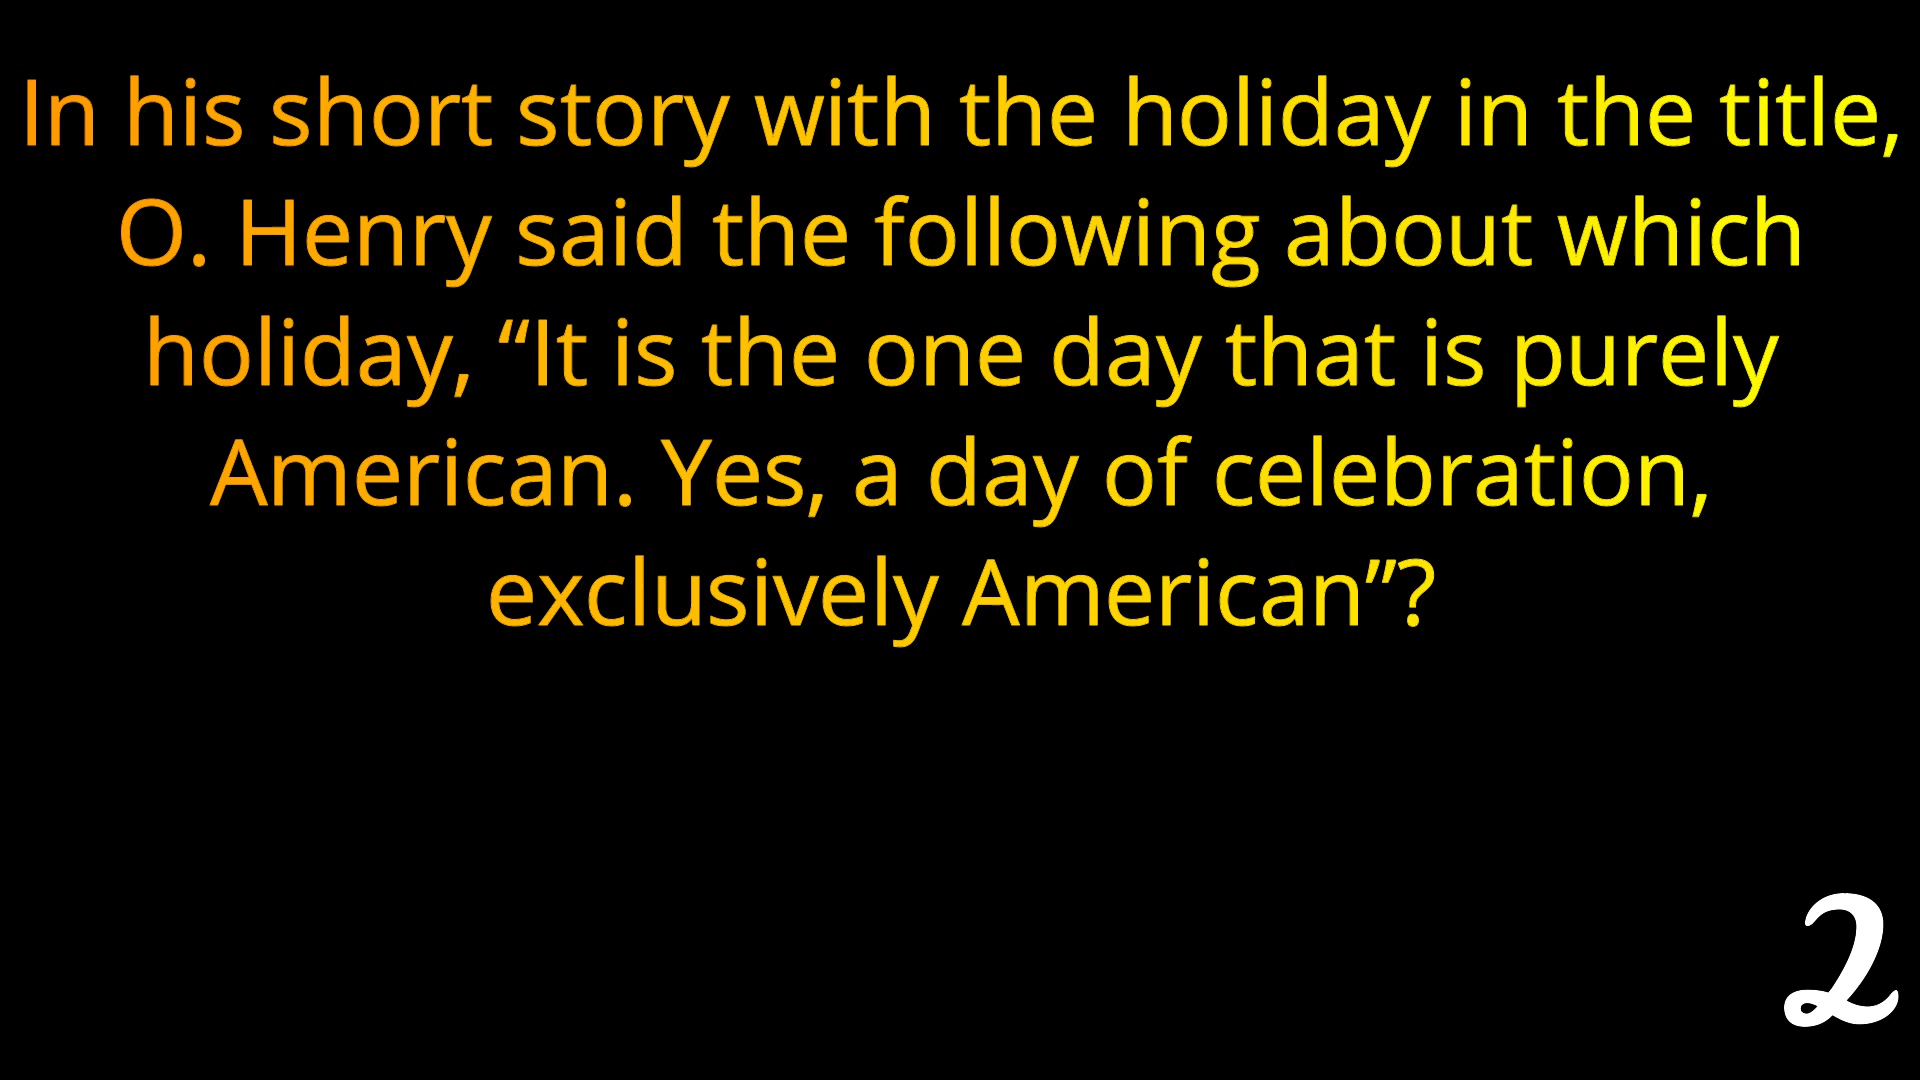 In his short story with the holiday in the title,
O. Henry said the following about which
holiday, “It is the one day that is purely
American. Yes, a day of celebration,
exclusively American”?
2